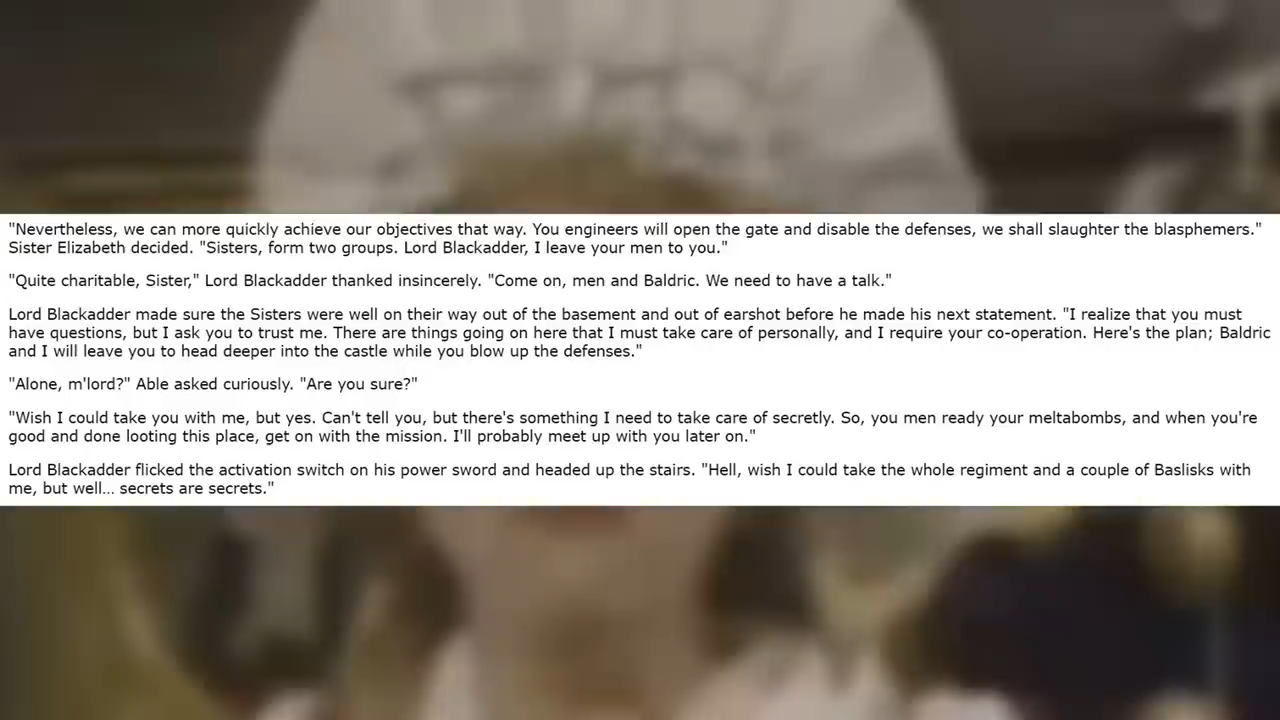 "Nevertheless, we can more quickly achieve our objectives that way. You engineers will open the gate and disable the defenses, we shall slaughter the blasphemers."
Sister Elizabeth decided. "Sisters, form two groups. Lord Blackadder, I leave your men to you."
"Quite charitable, Sister," Lord Blackadder thanked insincerely. "Come on, men and Baldric. We need to have a talk."
Lord Blackadder made sure the Sisters were well on their way out of the basement and out of earshot before he made his next statement. "I realize that you must
have questions, but I ask you to trust me. There are things going on here that I must take care of personally, and I require your co-operation. Here's the plan; Baldric
and I will leave you to head deeper into the castle while you blow up the defenses."
"Alone, m'lord?" Able asked curiously. "Are you sure?"
"Wish I could take you with me, but yes. Can't tell you, but there's something I need to take care of secretly. So, you men ready your meltabombs, and when you're
good and done looting this place, get on with the mission. I'll probably meet up with you later on."
Lord Blackadder flicked the activation switch on his power sword and headed up the stairs. "Hell, wish I could take the whole regiment and a couple of Baslisks with
me, but well... secrets are secrets."